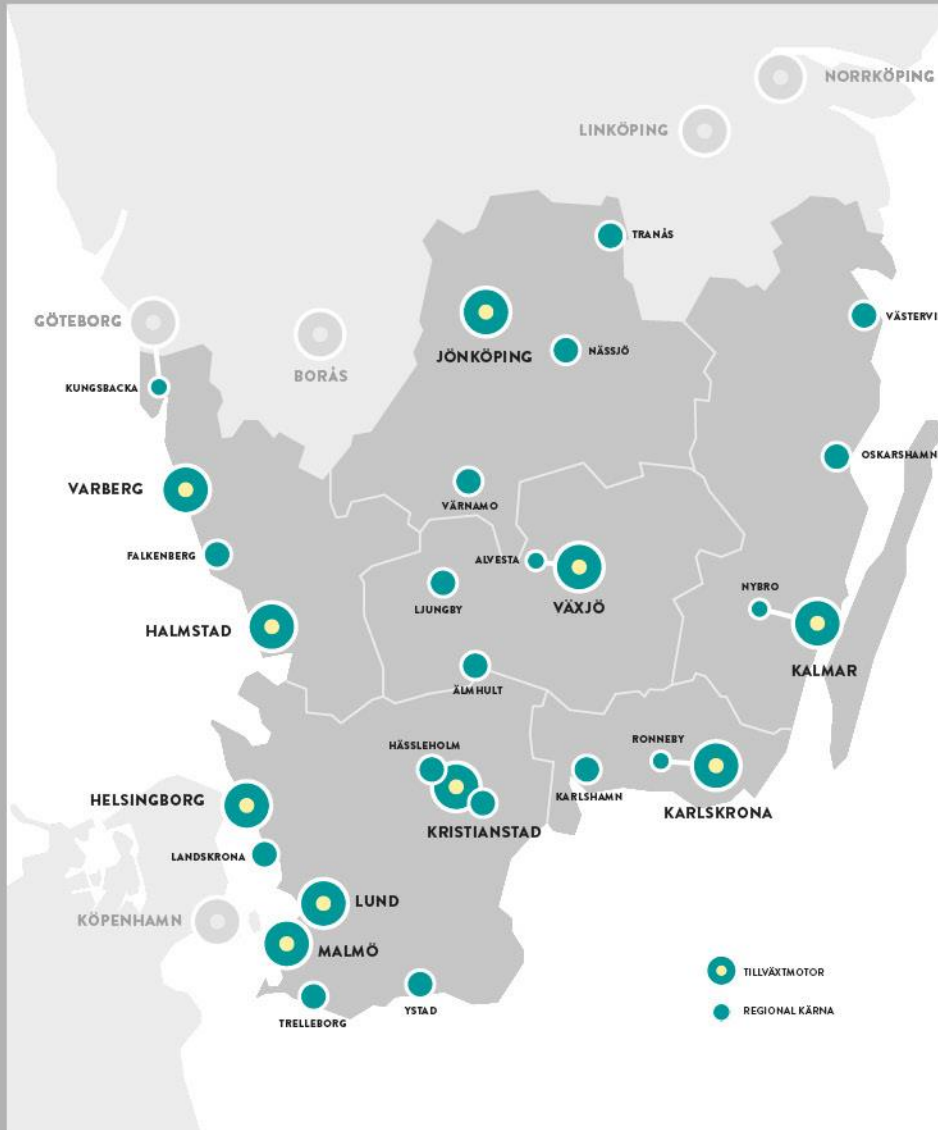 NORRKÖPING
LINKÖPING
TRANÅS
GÖTEBORG
VÄSTERVI
JÖNKÖPING
NÄSSJÖ
BORÅS
KUNGSBACKA
OSKARSHAMN
VARBERG
VÄRNAMO
FALKENBERG
ALVESTA
NYBRO
LJUNGBY
VÄXJÖ
HALMSTAD
KALMAR
ÄLMHULT
RONNEBY
HÄSSLEHOLM
KARLSHAMN
HELSINGBORG
KARLSKRONA
KRISTIANSTAD
LANDSKRONA
LUND
KÖPENHAMN
MALMÖ
TILLVÄXTMOTOR
YSTAD
REGIONAL KÄRNA
TRELLEBORG